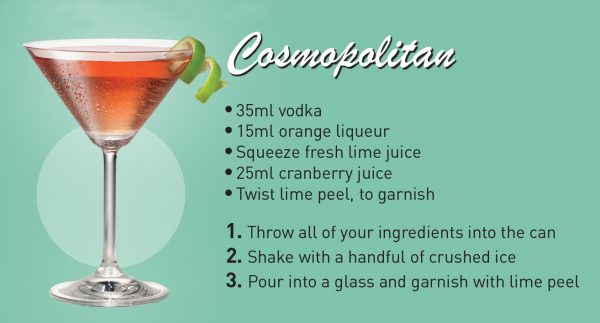 Cosmopolitan
• 35ml vodka
• 15ml orange liqueur
• Squeeze fresh lime juice
• 25ml cranberry juice
• Twist lime peel, to garnish
1. Throw all of your ingredients into the can
2. Shake with a handful of crushed ice
3. Pour into a glass and garnish with lime peel